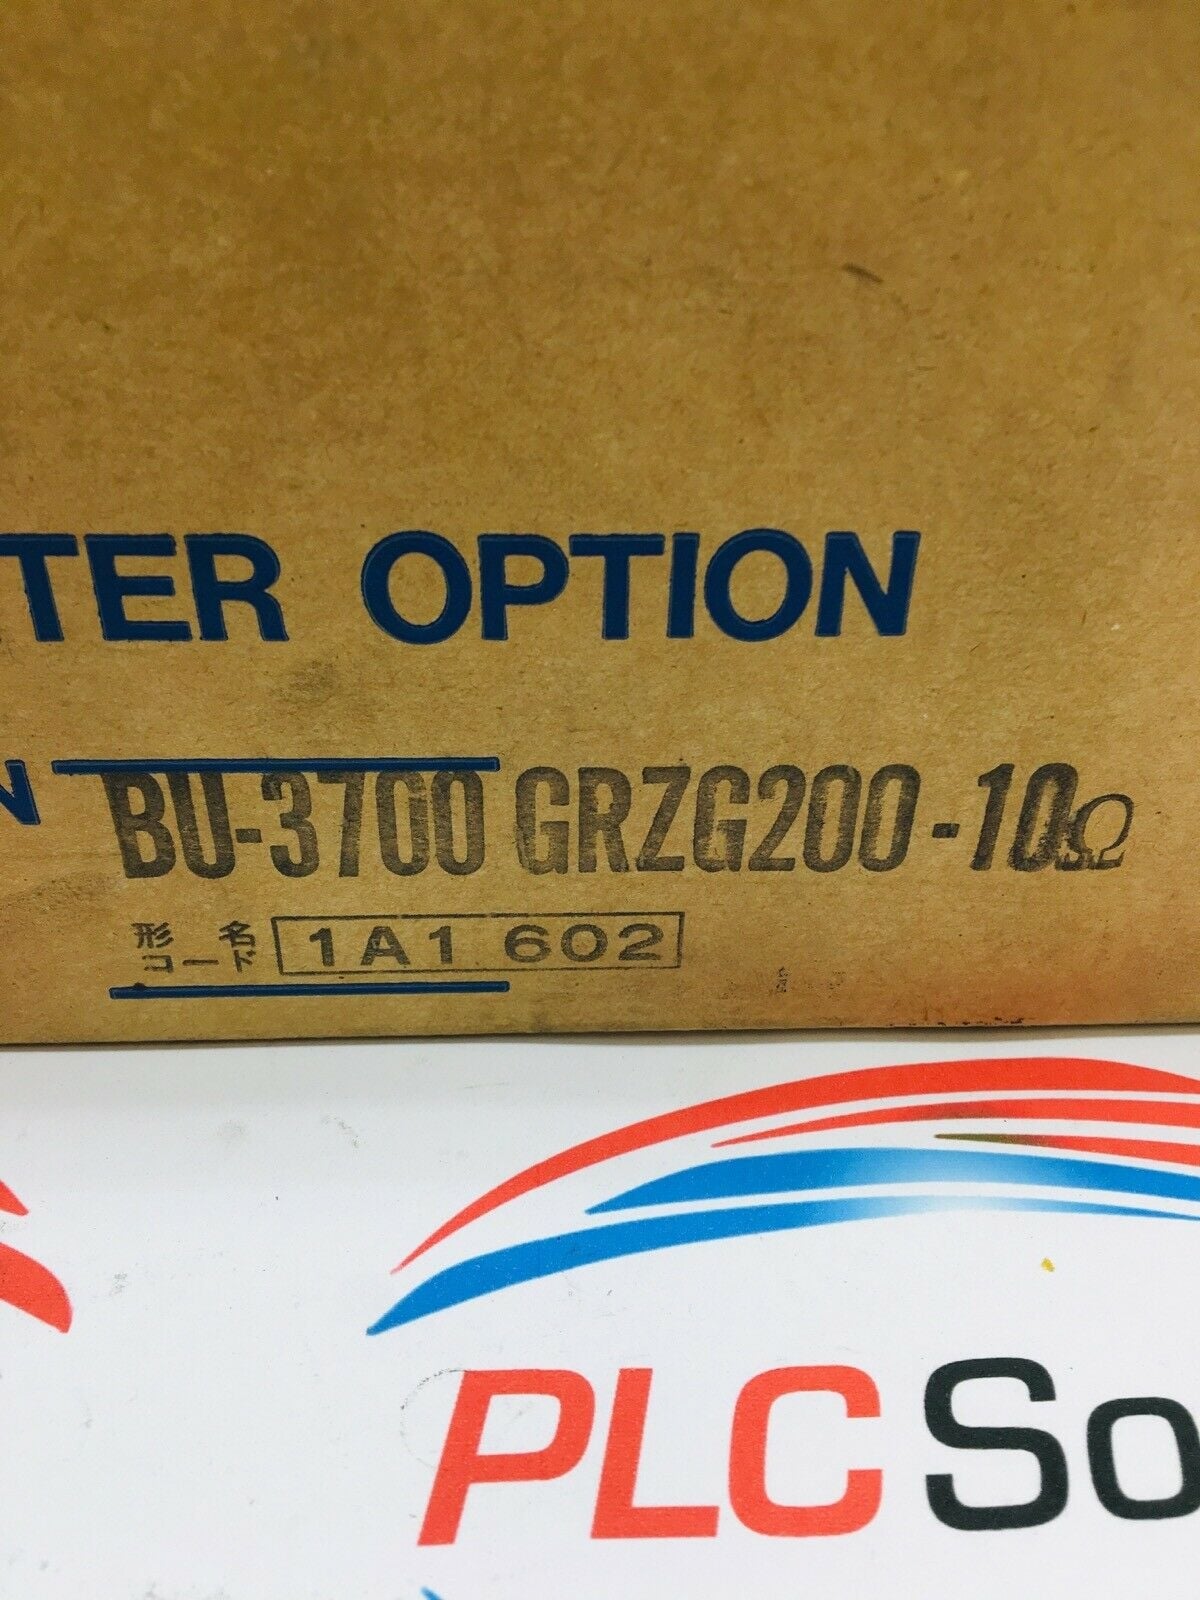 TER OPTION
N BU-3700 GRZG200-10Ω
形名
コード 1A1 602
PLC So